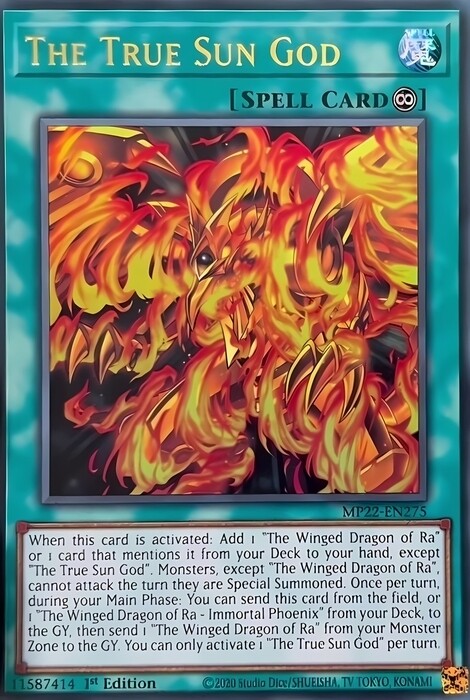 THE TRUE SUN GOD
SPELL
魔
[SPELL CARD ]
MP22-EN275
When this card is activated: Add 1 "The Winged Dragon of Ra"
or 1 card that mentions it from your Deck to your hand, except
"The True Sun God". Monsters, except "The Winged Dragon of Ra",
cannot attack the turn they are Special Summoned. Once per turn,
during your Main Phase: You can send this card from the field, or
1 "The Winged Dragon of Ra - Immortal Phoenix" from your Deck, to
the GY, then send 1 "The Winged Dragon of Ra" from your Monster
Zone to the GY. You can only activate 1 "The True Sun God" per turn.
11587414 1st Edition ©2020 Studio Dice/SHUEISHA, TV TOKYO, KONAMI